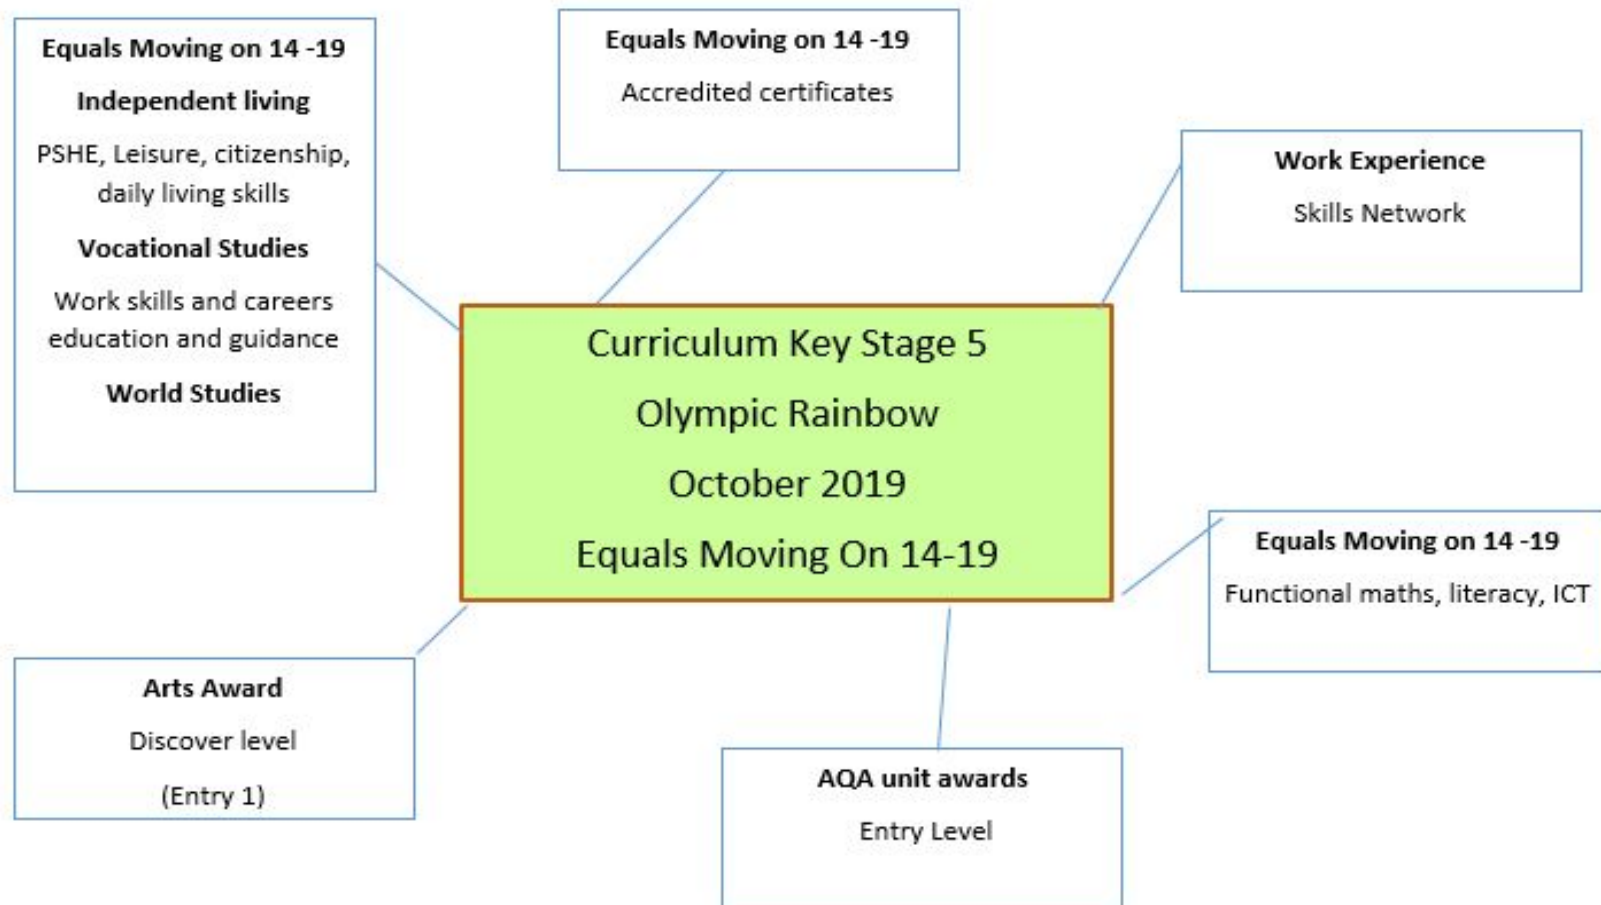 Equals Moving on 14 -19
Independent living
PSHE, Leisure, citizenship,
daily living skills
Vocational Studies
Work skills and careers
education and guidance
World Studies
Equals Moving on 14 -19
Accredited certificates
Work Experience
Skills Network
Curriculum Key Stage 5
Olympic Rainbow
October 2019
Equals Moving On 14-19
Equals Moving on 14 -19
Functional maths, literacy, ICT
Arts Award
Discover level
(Entry 1)
AQA unit awards
Entry Level